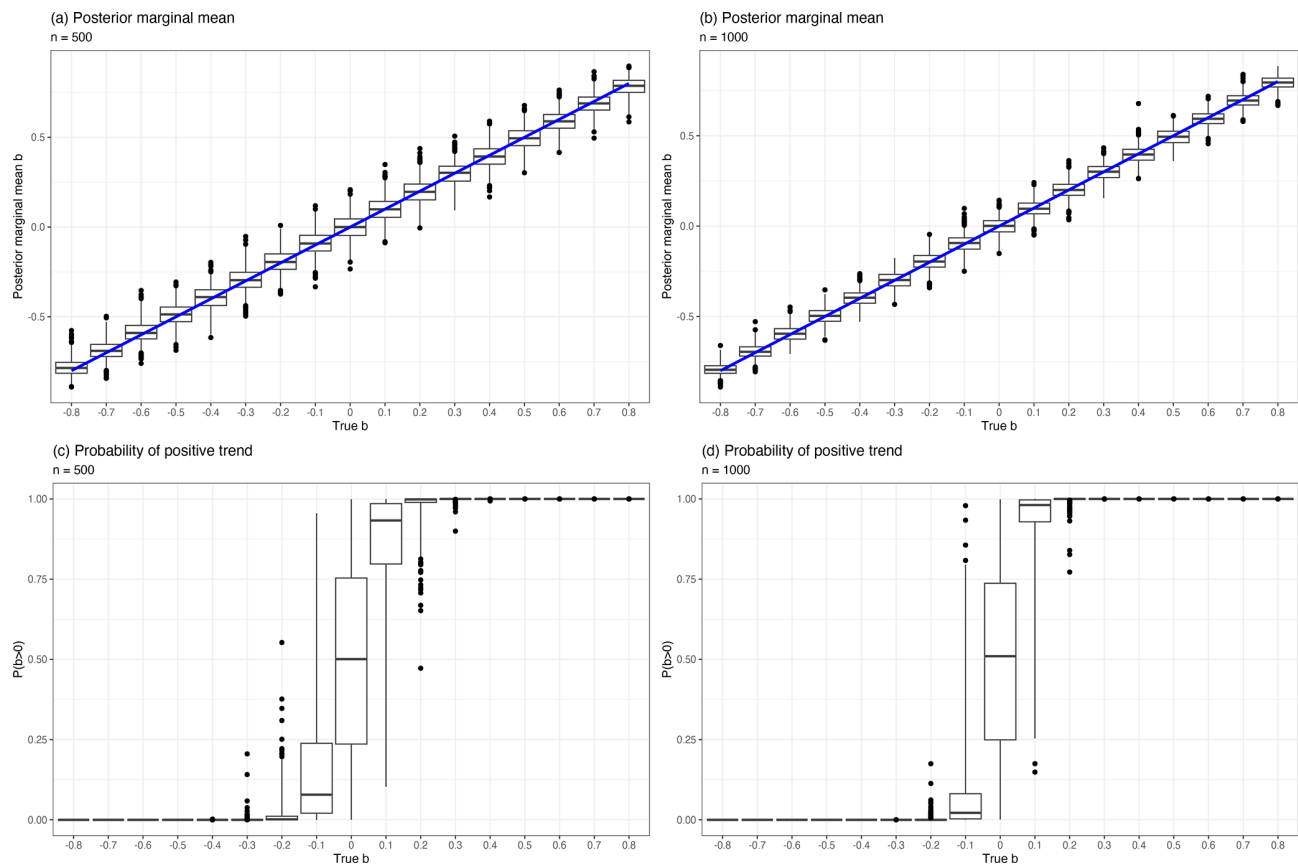 (a) Posterior marginal mean
n = 500
Posterior marginal mean b
0.5
0.0
-0.5
-0.8 -0.7 -0.6 -0.5 -0.4 -0.3 -0.2 -0.1 0 0.1 0.2 0.3 0.4 0.5 0.6 0.7 0.8
True b
(b) Posterior marginal mean
n = 1000
Posterior marginal mean b
0.5
0.0
-0.5
-0.8 -0.7 -0.6 -0.5 -0.4 -0.3 -0.2 -0.1 0 0.1 0.2 0.3 0.4 0.5 0.6 0.7 0.8
True b
(c) Probability of positive trend
n = 500
P(b>0)
1.00
0.75
0.50
0.25
0.00
-0.8 -0.7 -0.6 -0.5 -0.4 -0.3 -0.2 -0.1 0 0.1 0.2 0.3 0.4 0.5 0.6 0.7 0.8
True b
(d) Probability of positive trend
n = 1000
P(b>0)
1.00
0.75
0.50
0.25
0.00
-0.8 -0.7 -0.6 -0.5 -0.4 -0.3 -0.2 -0.1 0 0.1 0.2 0.3 0.4 0.5 0.6 0.7 0.8
True b